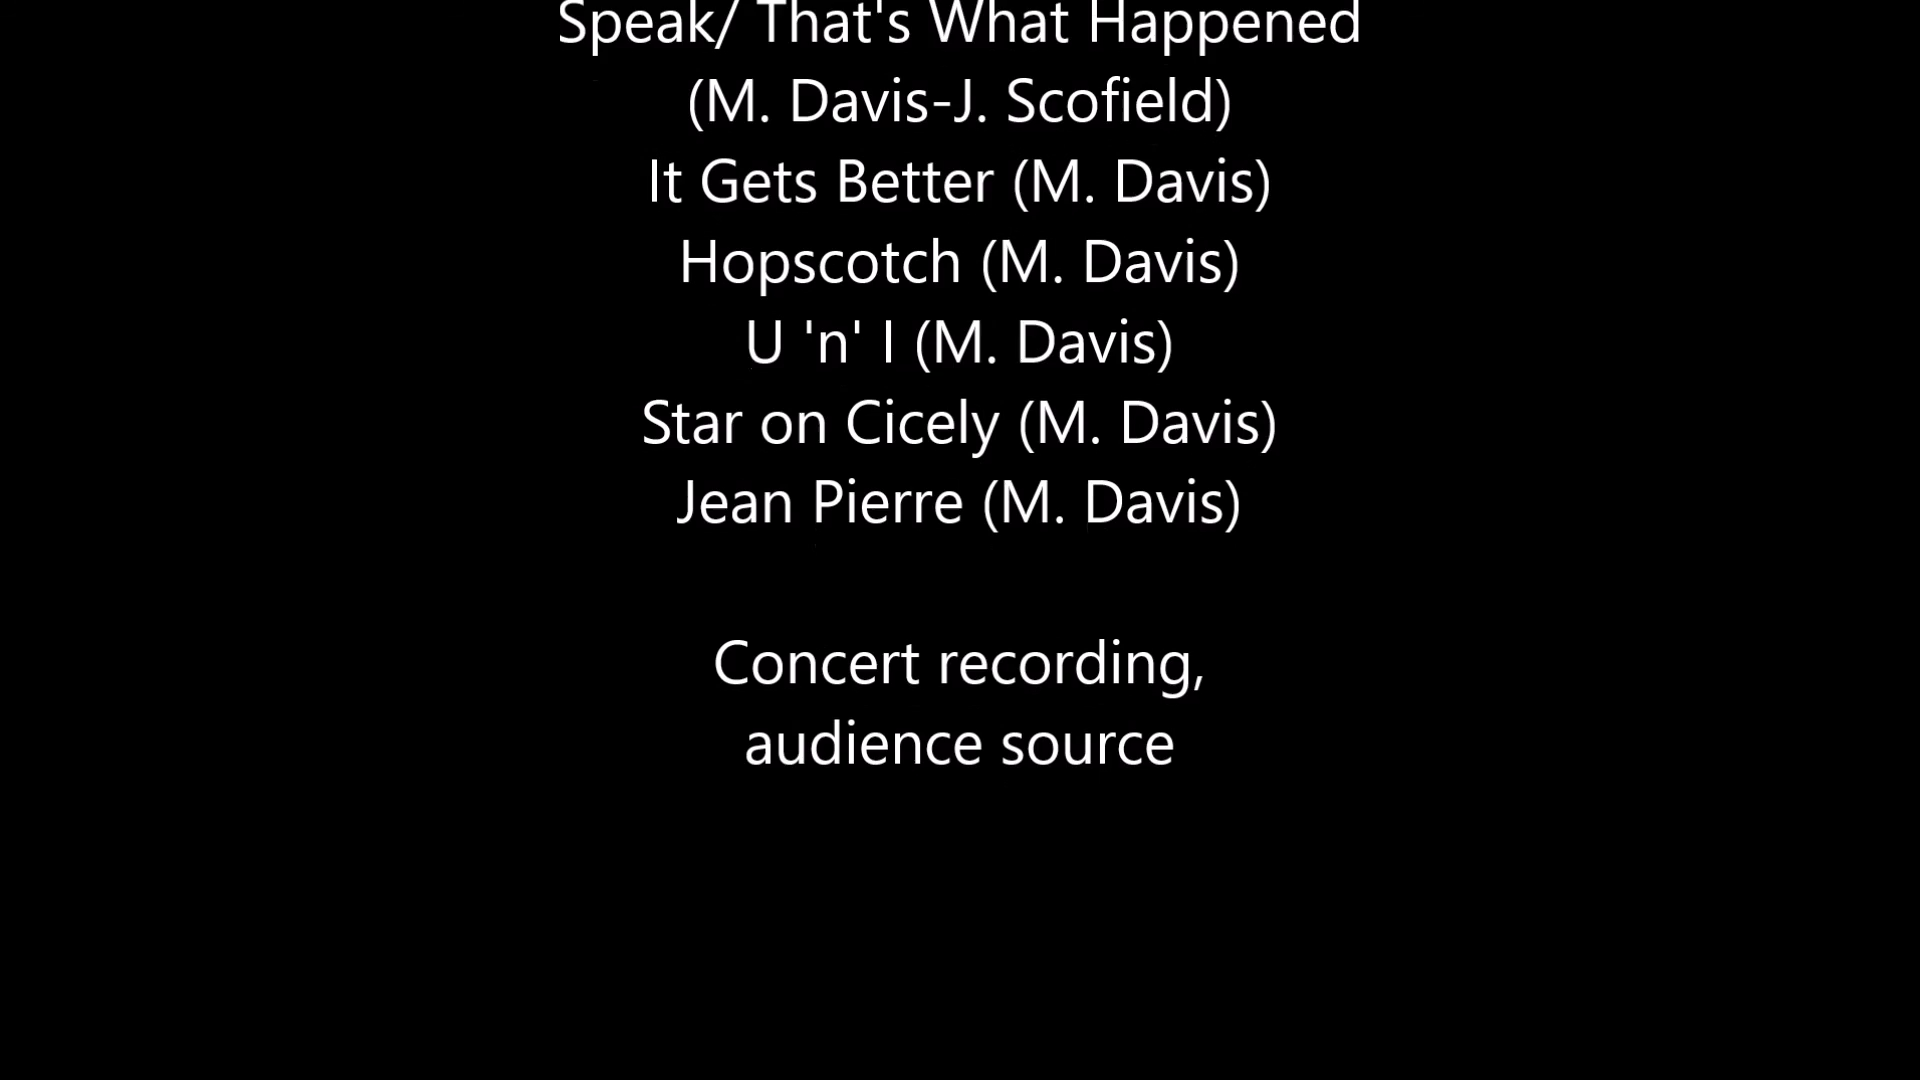 Speak/ That's What Happened
(M. Davis-J. Scofield)
It Gets Better (M. Davis)
Hopscotch (M. Davis)
U 'n' I (M. Davis)
Star on Cicely (M. Davis)
Jean Pierre (M. Davis)
Concert recording,
audience source